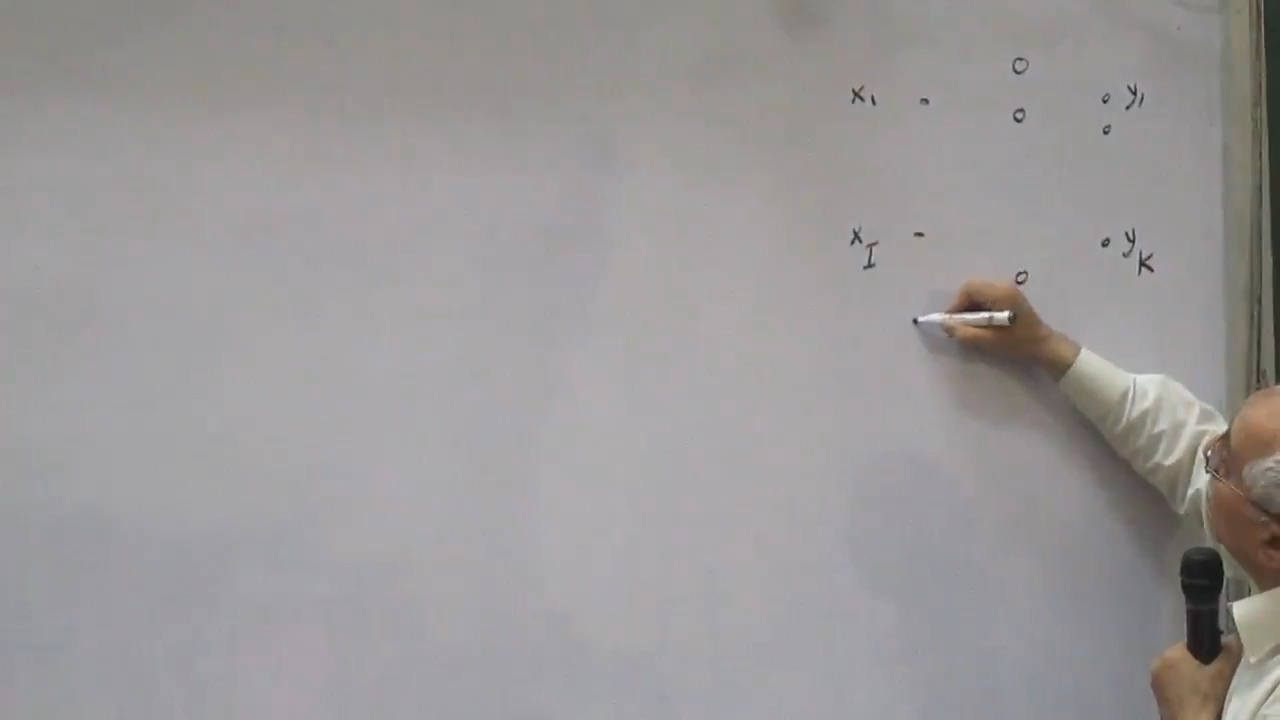 x₁ y₁
x_I y_K